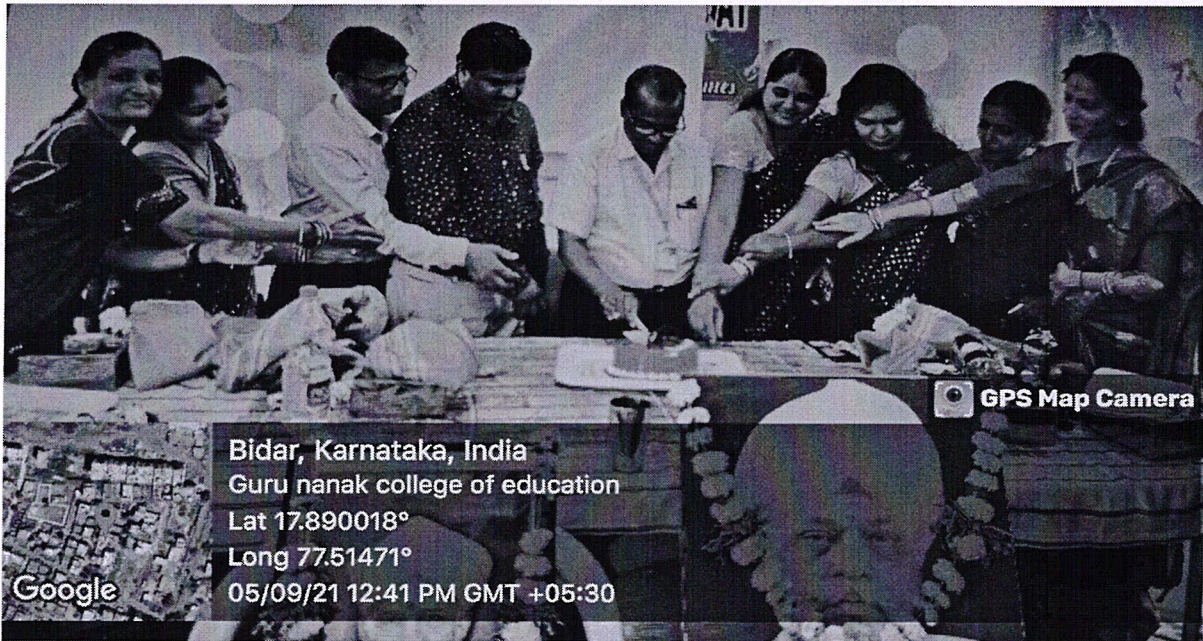 GPS Map Camera
Bidar, Karnataka, India
Guru nanak college of education
Lat 17.890018°
Long 77.51471°
05/09/21 12:41 PM GMT +05:30
Google